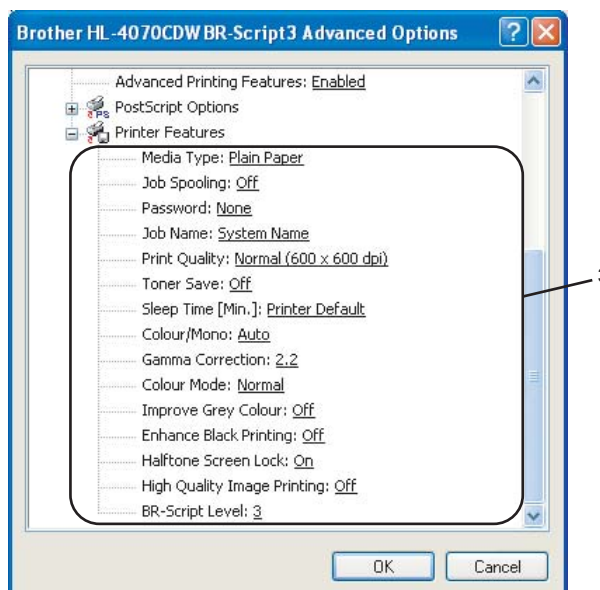 Brother HL-4070CDW BR-Script3 Advanced Options
Advanced Printing Features: Enabled
PostScript Options
Printer Features
Media Type: Plain Paper
Job Spooling: Off
Password: None
Job Name: System Name
Print Quality: Normal (600 x 600 dpi)
Toner Save: Off
Sleep Time [Min.]: Printer Default
Colour/Mono: Auto
Gamma Correction: 2.2
Colour Mode: Normal
Improve Grey Colour: Off
Enhance Black Printing: Off
Halftone Screen Lock: On
High Quality Image Printing: Off
BR-Script Level: 3
OK Cancel